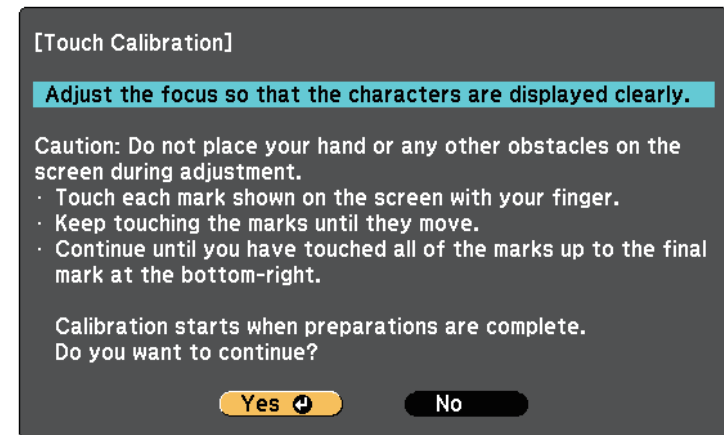 [Touch Calibration]
Adjust the focus so that the characters are displayed clearly.
Caution: Do not place your hand or any other obstacles on the
screen during adjustment.
· Touch each mark shown on the screen with your finger.
· Keep touching the marks until they move.
· Continue until you have touched all of the marks up to the final
mark at the bottom-right.
Calibration starts when preparations are complete.
Do you want to continue?
Yes No